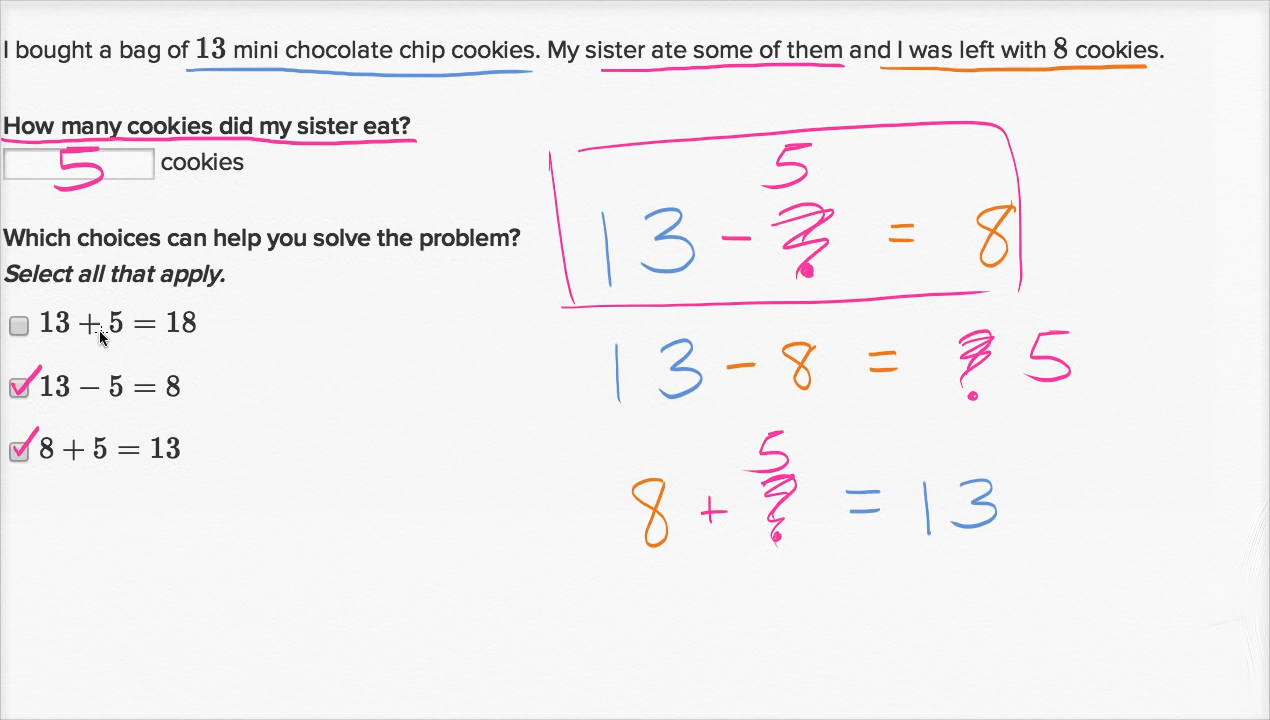 I bought a bag of 13 mini chocolate chip cookies. My sister ate some of them and I was left with 8 cookies.
How many cookies did my sister eat?
5 cookies
Which choices can help you solve the problem?
Select all that apply.
13 + 5 = 18
13 − 5 = 8
8 + 5 = 13
5
13 - ? = 8
13 - 8 = ? 5
5
8 + ? = 13